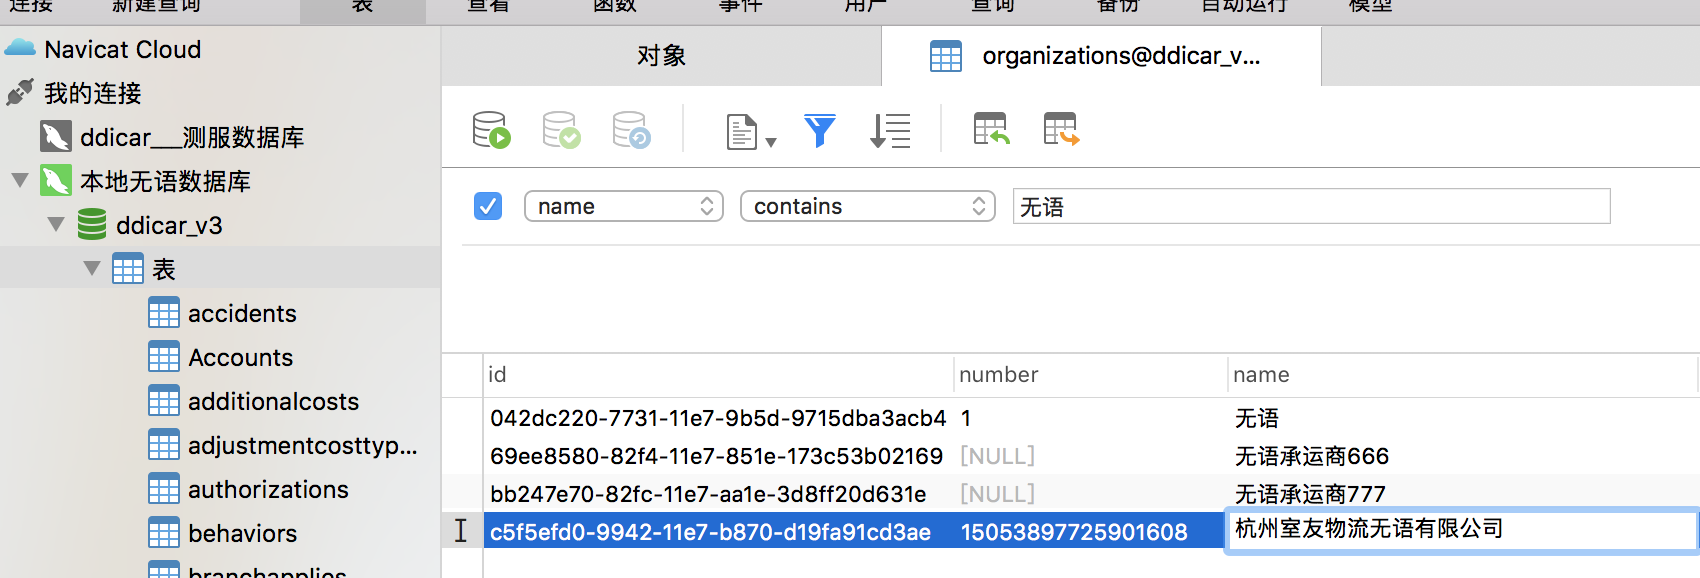 连接 新建查询 表 查看 函数 事件 用户 查询 备份 自动运行 模型
Navicat Cloud
我的连接
ddicar___测服数据库
本地无语数据库
ddicar_v3
表
accidents
Accounts
additionalcosts
adjustmentcosttyp...
authorizations
behaviors
branchapplies
对象
organizations@ddicar_v...
name contains 无语
id number name
042dc220-7731-11e7-9b5d-9715dba3acb4 1 无语
69ee8580-82f4-11e7-851e-173c53b02169 [NULL] 无语承运商666
bb247e70-82fc-11e7-aa1e-3d8ff20d631e [NULL] 无语承运商777
c5f5efd0-9942-11e7-b870-d19fa91cd3ae 15053897725901608 杭州室友物流无语有限公司